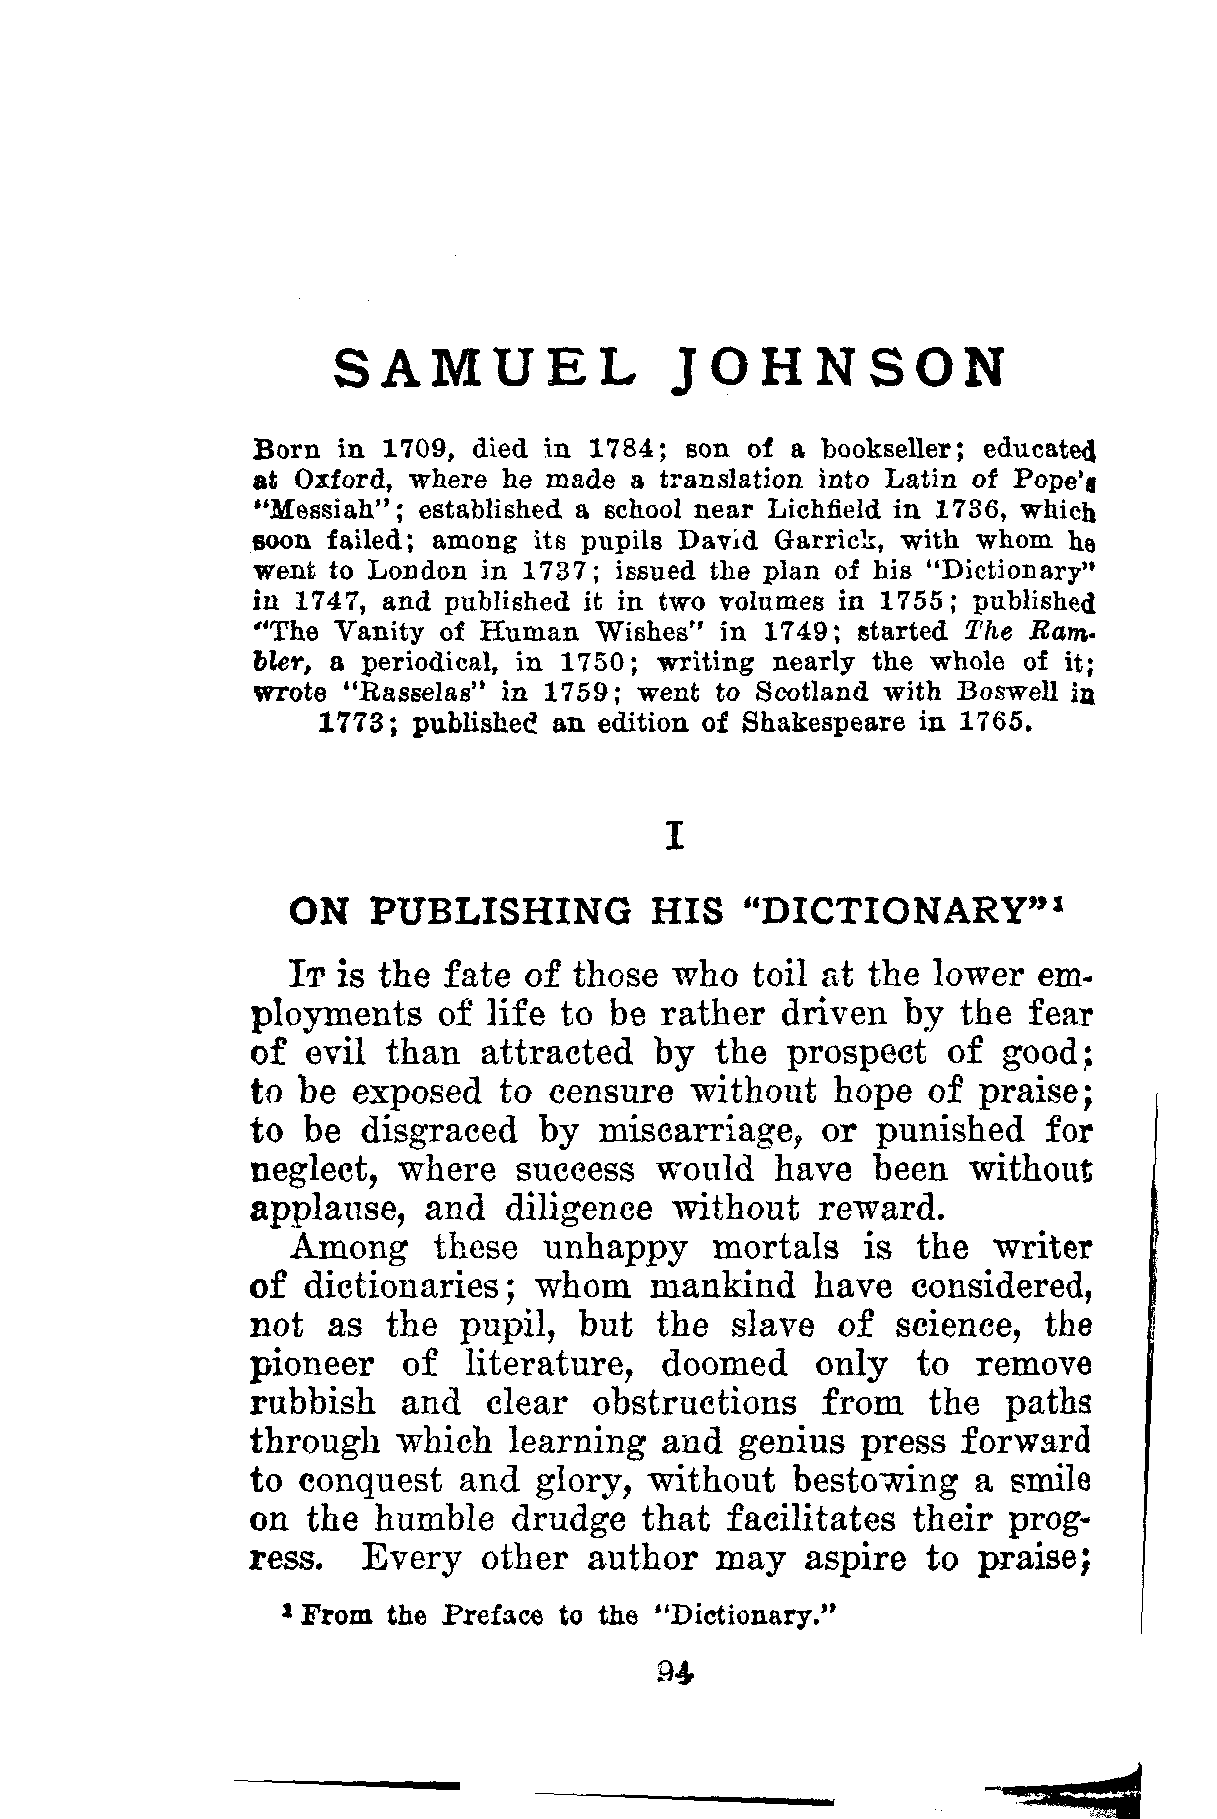 SAMUEL JOHNSON
Born in 1709, died in 1784; son of a bookseller; educated
at Oxford, where he made a translation into Latin of Pope's
"Messiah"; established a school near Lichfield in 1736, which
soon failed; among its pupils David Garrick, with whom he
went to London in 1737; issued the plan of his "Dictionary"
in 1747, and published it in two volumes in 1755; published
"The Vanity of Human Wishes" in 1749; started The Ram-
bler, a periodical, in 1750; writing nearly the whole of it;
wrote "Rasselas" in 1759; went to Scotland with Boswell in
1773; published an edition of Shakespeare in 1765.
I
ON PUBLISHING HIS "DICTIONARY"¹
IT is the fate of those who toil at the lower em-
ployments of life to be rather driven by the fear
of evil than attracted by the prospect of good;
to be exposed to censure without hope of praise;
to be disgraced by miscarriage, or punished for
neglect, where success would have been without
applause, and diligence without reward.
Among these unhappy mortals is the writer
of dictionaries; whom mankind have considered,
not as the pupil, but the slave of science, the
pioneer of literature, doomed only to remove
rubbish and clear obstructions from the paths
through which learning and genius press forward
to conquest and glory, without bestowing a smile
on the humble drudge that facilitates their prog-
ress. Every other author may aspire to praise;
¹ From the Preface to the "Dictionary."
94